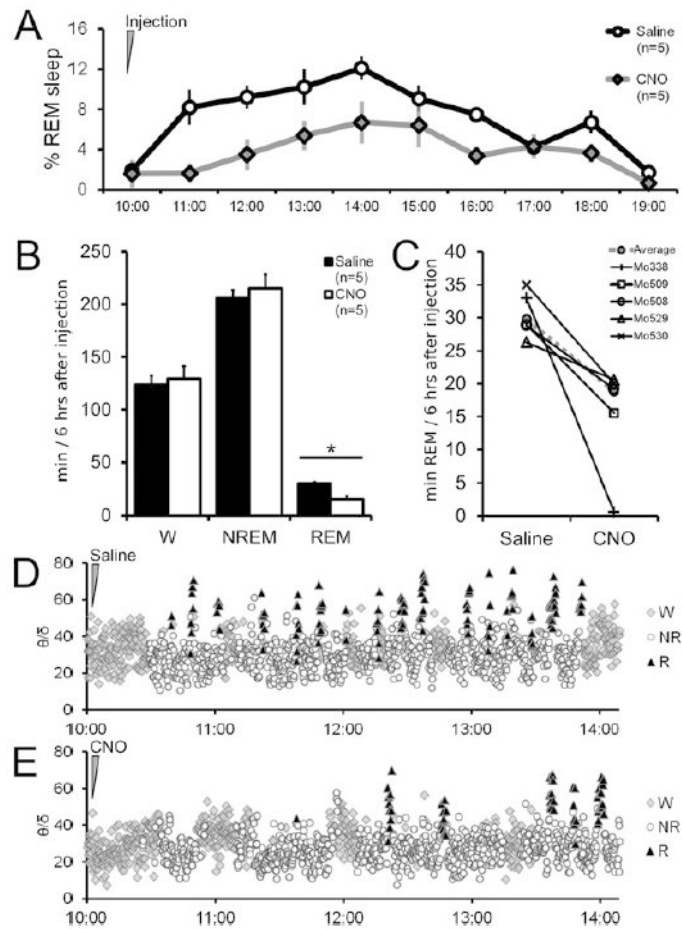 A
Injection
% REM sleep
16
12
8
4
0
10:00 11:00 12:00 13:00 14:00 15:00 16:00 17:00 18:00 19:00
Saline
(n=5)
CNO
(n=5)
B
min / 6 hrs after injection
250
200
150
100
50
0
W NREM REM
Saline
(n=5)
CNO
(n=5)
*
C
min REM / 6 hrs after injection
40
35
30
25
20
15
10
5
0
Saline CNO
Average
Mo338
Mo509
Mo508
Mo529
Mo530
D
Saline
θ/δ
80
60
40
20
0
10:00 11:00 12:00 13:00 14:00
W
NR
R
E
CNO
θ/δ
80
60
40
20
0
10:00 11:00 12:00 13:00 14:00
W
NR
R